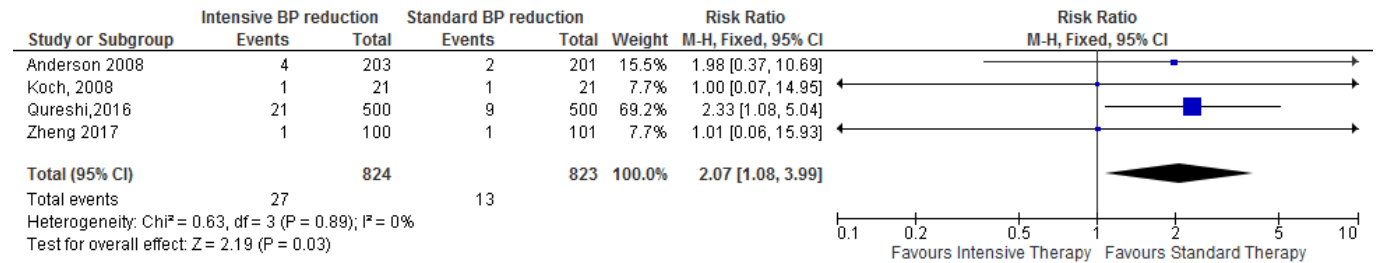 Intensive BP reduction Standard BP reduction Risk Ratio Risk Ratio
Study or Subgroup Events Total Events Total Weight M-H, Fixed, 95% CI M-H, Fixed, 95% CI
Anderson 2008 4 203 2 201 15.5% 1.98 [0.37, 10.69]
Koch, 2008 1 21 1 21 7.7% 1.00 [0.07, 14.95]
Qureshi,2016 21 500 9 500 69.2% 2.33 [1.08, 5.04]
Zheng 2017 1 100 1 101 7.7% 1.01 [0.06, 15.93]
Total (95% CI) 824 823 100.0% 2.07 [1.08, 3.99]
Total events 27 13
Heterogeneity: Chi² = 0.63, df = 3 (P = 0.89); I² = 0%
Test for overall effect: Z = 2.19 (P = 0.03)
0.1 0.2 0.5 1 2 5 10
Favours Intensive Therapy Favours Standard Therapy